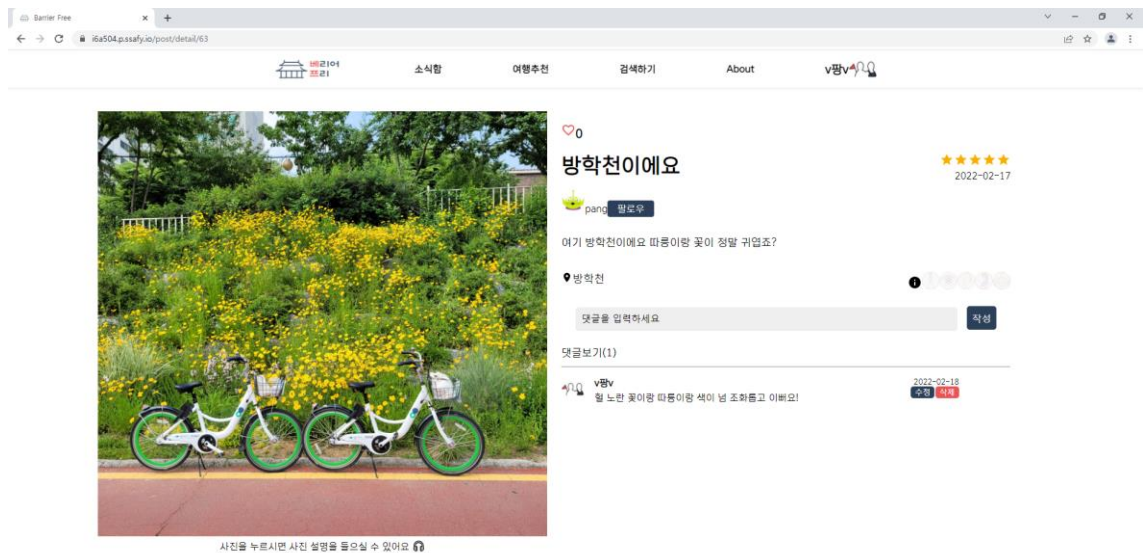 Barrier Free
i6a504.p.ssafy.io/post/detail/63
베리어
프리
소식함
여행추천
검색하기
About
v팡v
0
방학천이에요
2022-02-17
pang 팔로우
여기 방학천이에요 따릉이랑 꽃이 정말 귀엽죠?
방학천
댓글을 입력하세요
작성
댓글보기(1)
v팡v
2022-02-18
헐 노란 꽃이랑 따릉이랑 색이 넘 조화롭고 이뻐요!
수정 삭제
사진을 누르시면 사진 설명을 들으실 수 있어요